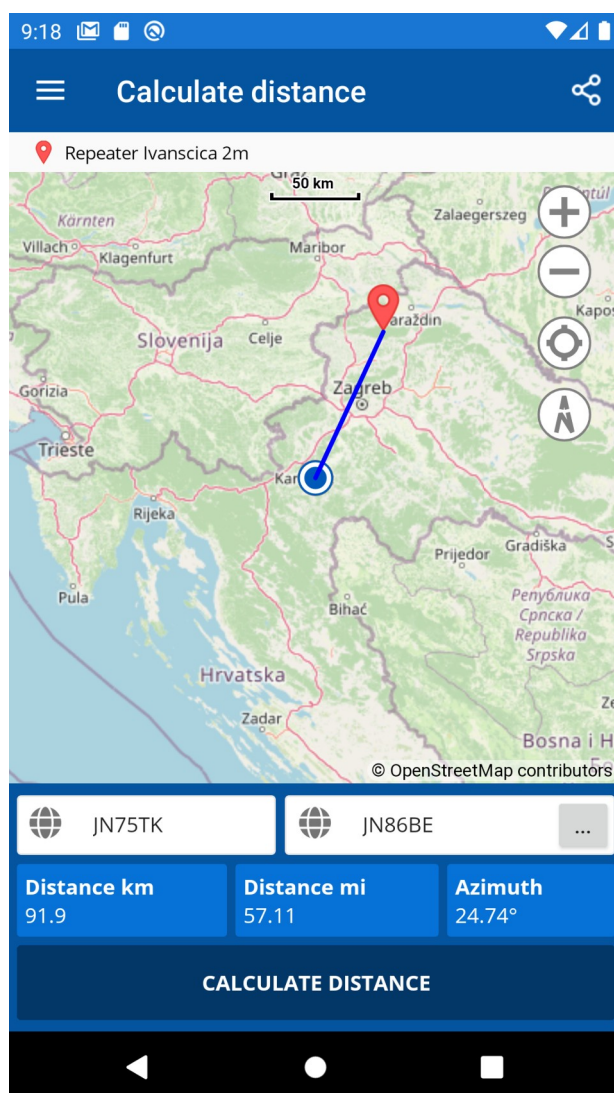 9:18
Calculate distance
Repeater Ivanscica 2m
50 km
Kärnten
Zalaegerszeg
Villach
Klagenfurt
Maribor
araždin
Kapos
Slovenija
Celje
Gorizia
Zagreb
Trieste
Kar
Rijeka
Prijedor
Gradiška
Pula
Bihać
Република
Српска /
Republika
Srpska
Hrvatska
Zadar
Bosna i H
© OpenStreetMap contributors
JN75TK
JN86BE
...
Distance km
Distance mi
Azimuth
91.9
57.11
24.74°
CALCULATE DISTANCE